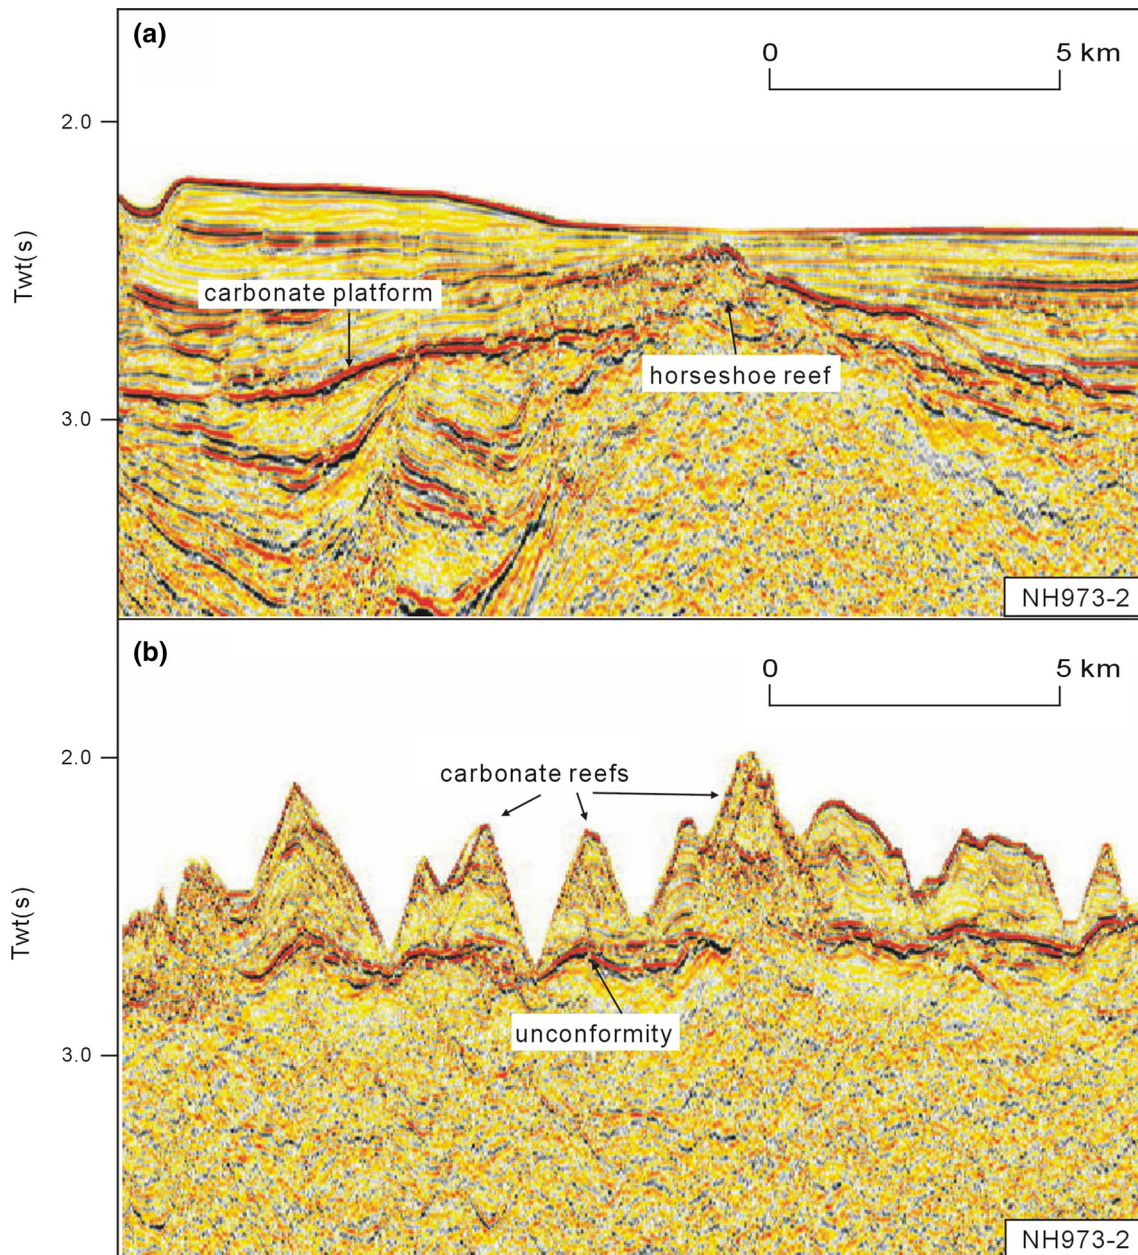 (a)
0 5 km
2.0
Twt(s)
carbonate platform
horseshoe reef
3.0
NH973-2
(b)
0 5 km
2.0
carbonate reefs
Twt(s)
unconformity
3.0
NH973-2